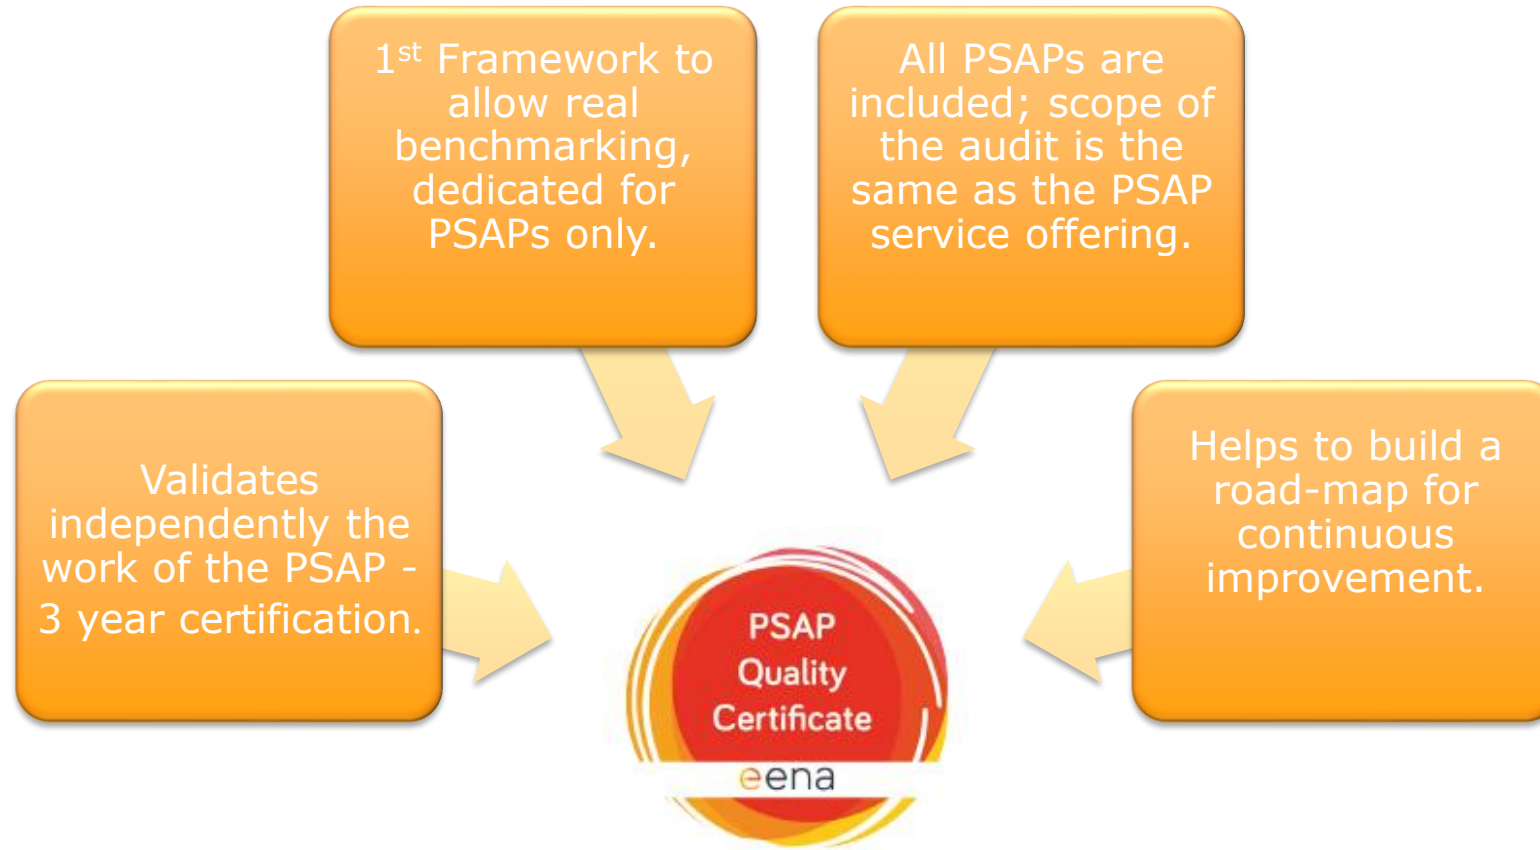 1st Framework to
allow real
benchmarking,
dedicated for
PSAPs only.
All PSAPs are
included; scope of
the audit is the
same as the PSAP
service offering.
Validates
independently the
work of the PSAP -
3 year certification.
Helps to build a
road-map for
continuous
improvement.
PSAP
Quality
Certificate
eena